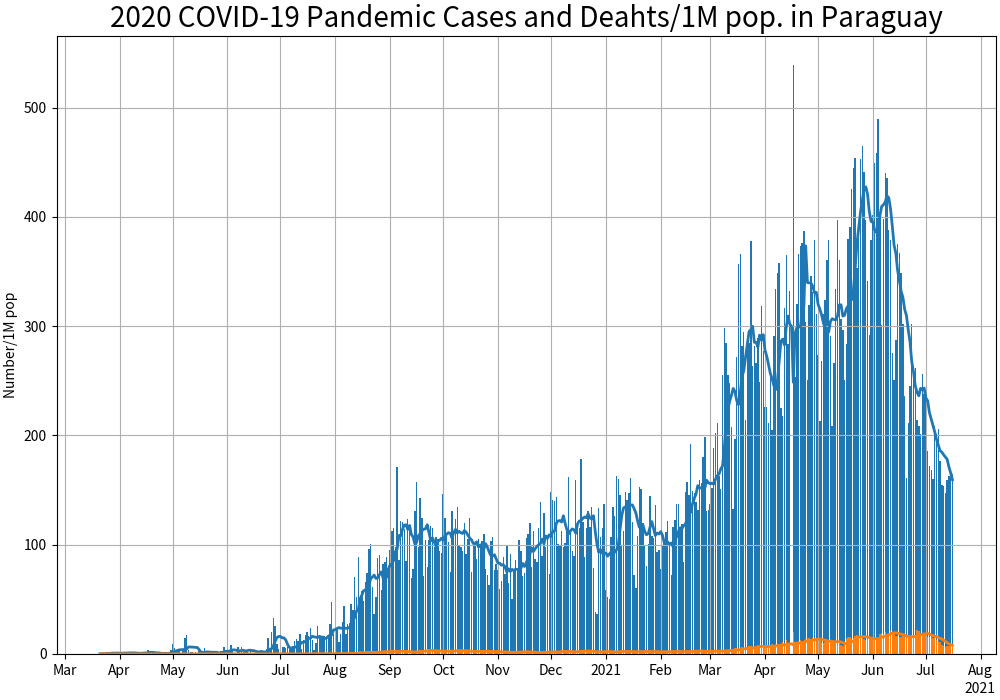 2020 COVID-19 Pandemic Cases and Deahts/1M pop. in Paraguay
Number/1M pop
500
400
300
200
100
0
Mar Apr May Jun Jul Aug Sep Oct Nov Dec 2021 Feb Mar Apr May Jun Jul Aug
2021